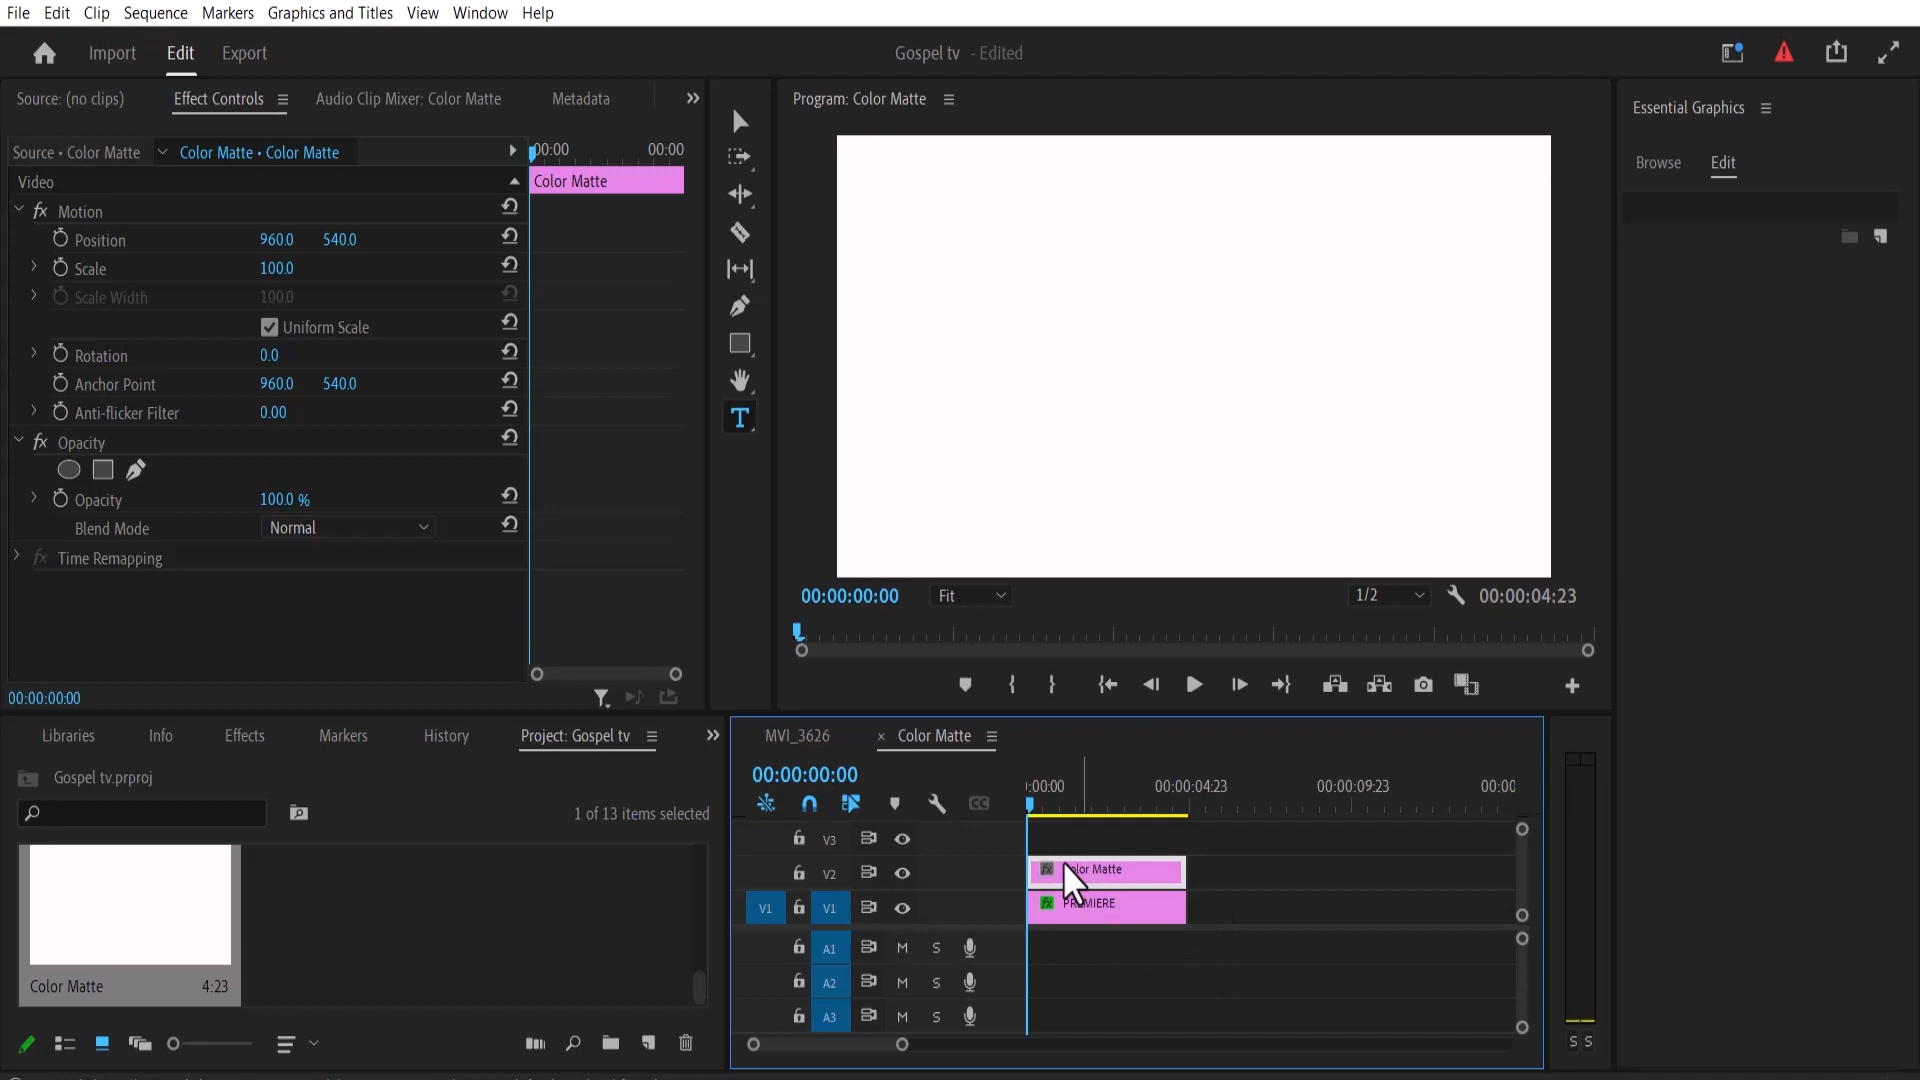 File Edit Clip Sequence Markers Graphics and Titles View Window Help
Import Edit Export
Gospel tv - Edited
Source: (no clips) Effect Controls Audio Clip Mixer: Color Matte Metadata
Source • Color Matte Color Matte • Color Matte
:00:00 00:00
Video
Color Matte
fx Motion
Position 960.0 540.0
Scale 100.0
Scale Width 100.0
Uniform Scale
Rotation 0.0
Anchor Point 960.0 540.0
Anti-flicker Filter 0.00
fx Opacity
Opacity 100.0 %
Blend Mode Normal
fx Time Remapping
00:00:00:00
T
Program: Color Matte
00:00:00:00 Fit 1/2 00:00:04:23
Essential Graphics
Browse Edit
Libraries Info Effects Markers History Project: Gospel tv
Gospel tv.prproj
1 of 13 items selected
Color Matte 4:23
MVI_3626 × Color Matte
00:00:00:00
:00:00 00:00:04:23 00:00:09:23 00:00
CC
V3
V2 fx Matte
V1 V1 fx
A1 M S
A2 M S
A3 M S
S S